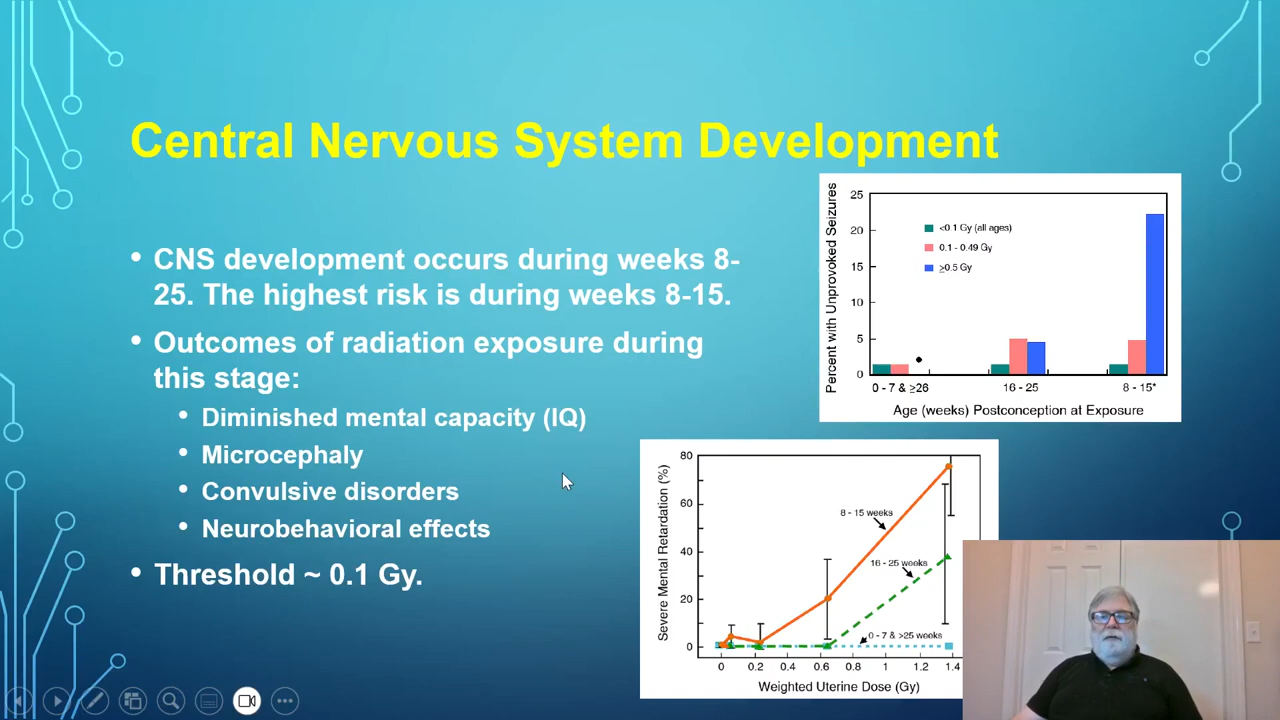 Central Nervous System Development
• CNS development occurs during weeks 8-
25. The highest risk is during weeks 8-15.
• Outcomes of radiation exposure during
this stage:
• Diminished mental capacity (IQ)
• Microcephaly
• Convulsive disorders
• Neurobehavioral effects
• Threshold ~ 0.1 Gy.
Percent with Unprovoked Seizures
25
20
15
10
5
0
<0.1 Gy (all ages)
0.1 - 0.49 Gy
≥0.5 Gy
0 - 7 & ≥26
16 - 25
8 - 15*
Age (weeks) Postconception at Exposure
Severe Mental Retardation (%)
80
60
40
20
0
8 - 15 weeks
16 - 25 weeks
0 - 7 & >25 weeks
0 0.2 0.4 0.6 0.8 1 1.2 1.4
Weighted Uterine Dose (Gy)